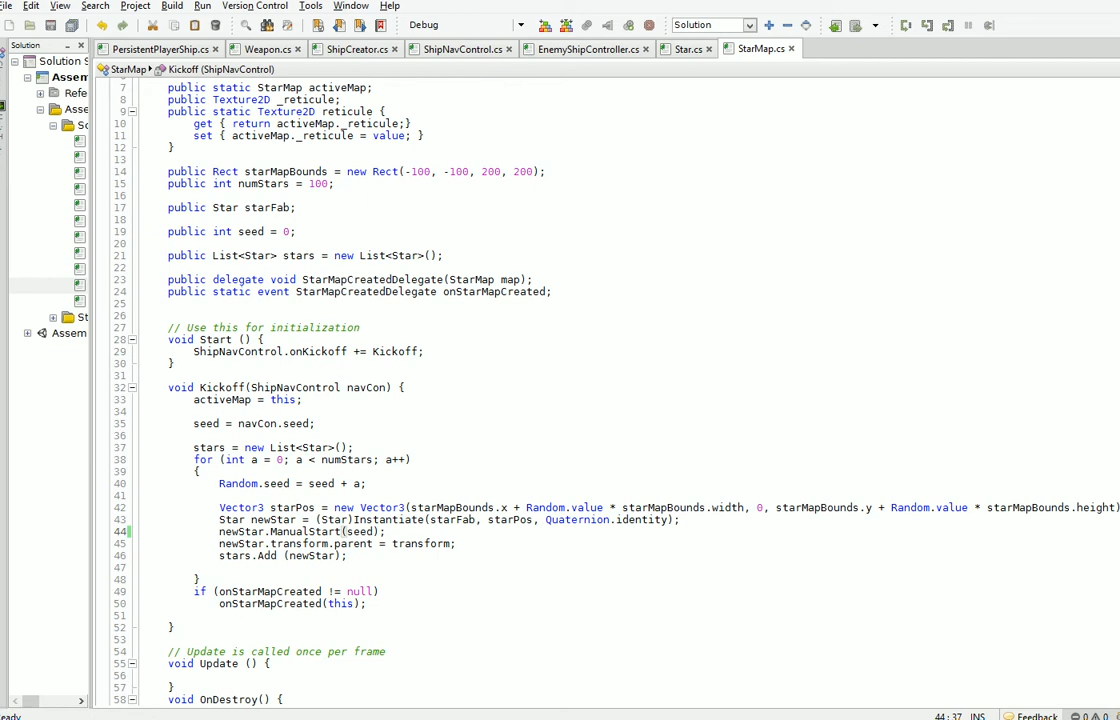 File Edit View Search Project Build Run Version Control Tools Window Help
Debug Solution
Solution PersistentPlayerShip.cs Weapon.cs ShipCreator.cs ShipNavControl.cs EnemyShipController.cs Star.cs StarMap.cs
Solution S
StarMap Kickoff (ShipNavControl)
Assem
Refe
Asse
Sc
St
Assem
7 public static StarMap activeMap;
8 public Texture2D _reticule;
9 public static Texture2D reticule {
10 get { return activeMap._reticule;}
11 set { activeMap._reticule = value; }
12 }
13
14 public Rect starMapBounds = new Rect(-100, -100, 200, 200);
15 public int numStars = 100;
16
17 public Star starFab;
18
19 public int seed = 0;
20
21 public List<Star> stars = new List<Star>();
22
23 public delegate void StarMapCreatedDelegate(StarMap map);
24 public static event StarMapCreatedDelegate onStarMapCreated;
25
26
27 // Use this for initialization
28 void Start () {
29 ShipNavControl.onKickoff += Kickoff;
30 }
31
32 void Kickoff(ShipNavControl navCon) {
33 activeMap = this;
34
35 seed = navCon.seed;
36
37 stars = new List<Star>();
38 for (int a = 0; a < numStars; a++)
39 {
40 Random.seed = seed + a;
41
42 Vector3 starPos = new Vector3(starMapBounds.x + Random.value * starMapBounds.width, 0, starMapBounds.y + Random.value * starMapBounds.height)
43 Star newStar = (Star)Instantiate(starFab, starPos, Quaternion.identity);
44 newStar.ManualStart(seed);
45 newStar.transform.parent = transform;
46 stars.Add (newStar);
47
48 }
49 if (onStarMapCreated != null)
50 onStarMapCreated(this);
51
52 }
53
54 // Update is called once per frame
55 void Update () {
56
57 }
58 void OnDestroy() {
eady 44 : 37 INS Feedback 0 0